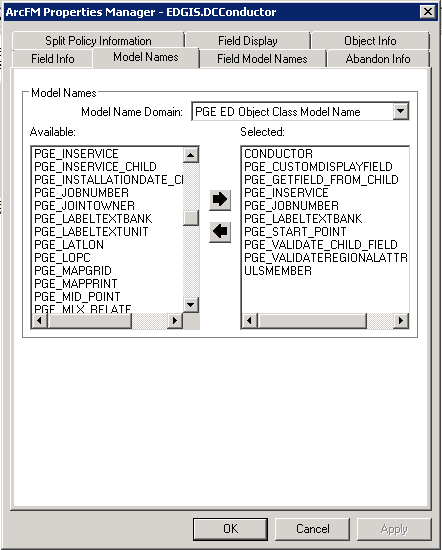 ArcFM Properties Manager - EDGIS.DCConductor
Split Policy Information
Field Display
Object Info
Field Info
Model Names
Field Model Names
Abandon Info
Model Names
Model Name Domain:
PGE ED Object Class Model Name
Available:
PGE_INSERVICE
PGE_INSERVICE_CHILD
PGE_INSTALLATIONDATE_CI
PGE_JOBNUMBER
PGE_JOINTOWNER
PGE_LABELTEXTBANK
PGE_LABELTEXTUNIT
PGE_LATLON
PGE_LOPC
PGE_MAPGRID
PGE_MAPPRINT
PGE_MID_POINT
PGE_MLX_RELATE
Selected:
CONDUCTOR
PGE_CUSTOMDISPLAYFIELD
PGE_GETFIELD_FROM_CHILD
PGE_INSERVICE
PGE_JOBNUMBER
PGE_LABELTEXTBANK
PGE_START_POINT
PGE_VALIDATE_CHILD_FIELD
PGE_VALIDATEREGIONALATTR
ULSMEMBER
OK
Cancel
Apply